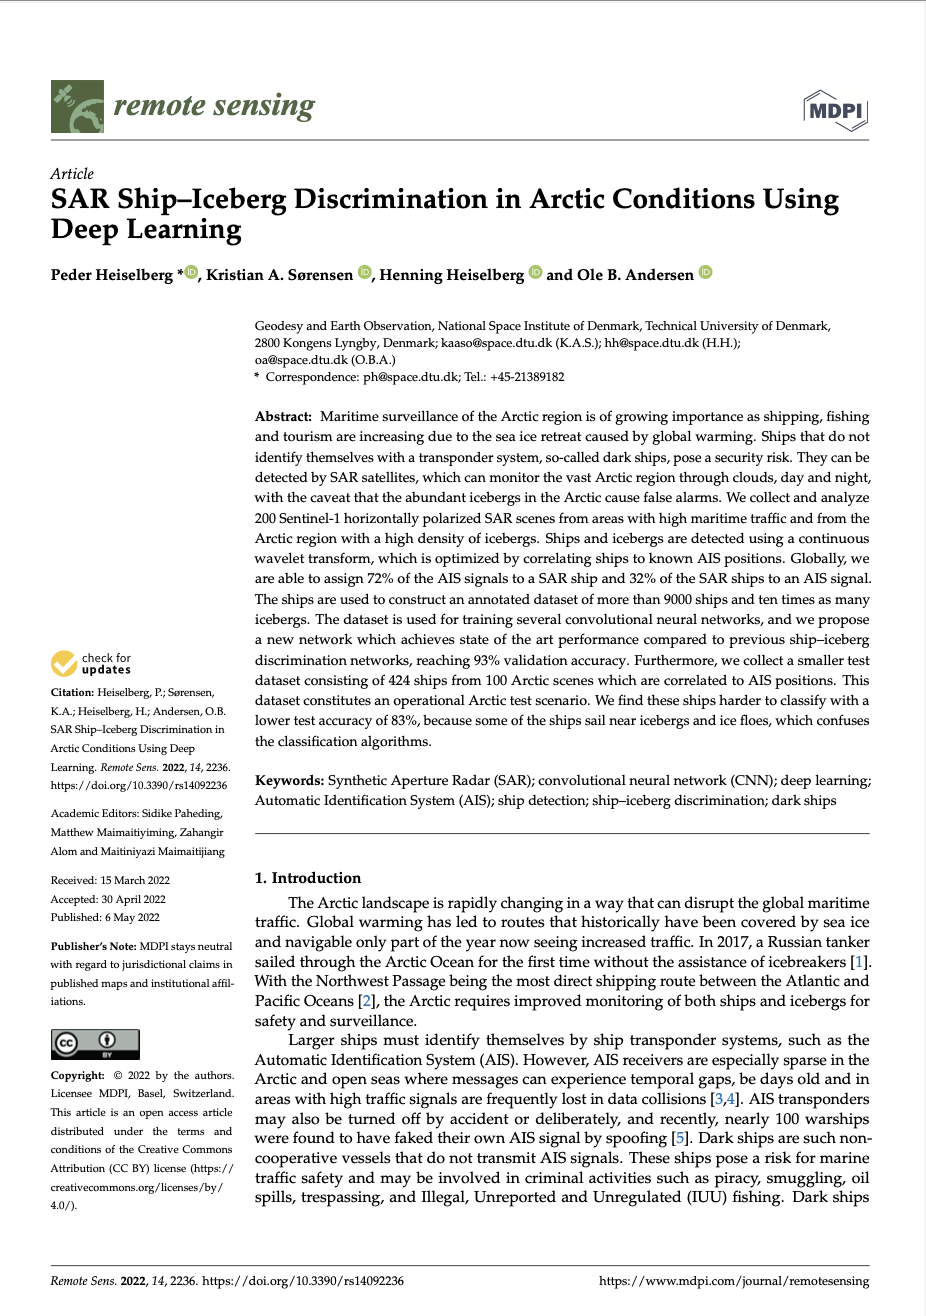 remote sensing
MDPI
Article
SAR Ship–Iceberg Discrimination in Arctic Conditions Using
Deep Learning
Peder Heiselberg * iD, Kristian A. Sørensen iD, Henning Heiselberg iD and Ole B. Andersen iD
Geodesy and Earth Observation, National Space Institute of Denmark, Technical University of Denmark,
2800 Kongens Lyngby, Denmark; kaaso@space.dtu.dk (K.A.S.); hh@space.dtu.dk (H.H.);
oa@space.dtu.dk (O.B.A.)
* Correspondence: ph@space.dtu.dk; Tel.: +45-21389182
Abstract: Maritime surveillance of the Arctic region is of growing importance as shipping, fishing
and tourism are increasing due to the sea ice retreat caused by global warming. Ships that do not
identify themselves with a transponder system, so-called dark ships, pose a security risk. They can be
detected by SAR satellites, which can monitor the vast Arctic region through clouds, day and night,
with the caveat that the abundant icebergs in the Arctic cause false alarms. We collect and analyze
200 Sentinel-1 horizontally polarized SAR scenes from areas with high maritime traffic and from the
Arctic region with a high density of icebergs. Ships and icebergs are detected using a continuous
wavelet transform, which is optimized by correlating ships to known AIS positions. Globally, we
are able to assign 72% of the AIS signals to a SAR ship and 32% of the SAR ships to an AIS signal.
The ships are used to construct an annotated dataset of more than 9000 ships and ten times as many
icebergs. The dataset is used for training several convolutional neural networks, and we propose
a new network which achieves state of the art performance compared to previous ship–iceberg
discrimination networks, reaching 93% validation accuracy. Furthermore, we collect a smaller test
dataset consisting of 424 ships from 100 Arctic scenes which are correlated to AIS positions. This
dataset constitutes an operational Arctic test scenario. We find these ships harder to classify with a
lower test accuracy of 83%, because some of the ships sail near icebergs and ice floes, which confuses
the classification algorithms.
Keywords: Synthetic Aperture Radar (SAR); convolutional neural network (CNN); deep learning;
Automatic Identification System (AIS); ship detection; ship–iceberg discrimination; dark ships
check for
updates
Citation: Heiselberg, P.; Sørensen,
K.A.; Heiselberg, H.; Andersen, O.B.
SAR Ship–Iceberg Discrimination in
Arctic Conditions Using Deep
Learning. Remote Sens. 2022, 14, 2236.
https://doi.org/10.3390/rs14092236
Academic Editors: Sidike Paheding,
Matthew Maimaitiyiming, Zahangir
Alom and Maitiniyazi Maimaitijiang
Received: 15 March 2022
Accepted: 30 April 2022
Published: 6 May 2022
Publisher's Note: MDPI stays neutral
with regard to jurisdictional claims in
published maps and institutional affil-
iations.
cc BY
Copyright: © 2022 by the authors.
Licensee MDPI, Basel, Switzerland.
This article is an open access article
distributed under the terms and
conditions of the Creative Commons
Attribution (CC BY) license (https://
creativecommons.org/licenses/by/
4.0/).
1. Introduction
The Arctic landscape is rapidly changing in a way that can disrupt the global maritime
traffic. Global warming has led to routes that historically have been covered by sea ice
and navigable only part of the year now seeing increased traffic. In 2017, a Russian tanker
sailed through the Arctic Ocean for the first time without the assistance of icebreakers [1].
With the Northwest Passage being the most direct shipping route between the Atlantic and
Pacific Oceans [2], the Arctic requires improved monitoring of both ships and icebergs for
safety and surveillance.
Larger ships must identify themselves by ship transponder systems, such as the
Automatic Identification System (AIS). However, AIS receivers are especially sparse in the
Arctic and open seas where messages can experience temporal gaps, be days old and in
areas with high traffic signals are frequently lost in data collisions [3,4]. AIS transponders
may also be turned off by accident or deliberately, and recently, nearly 100 warships
were found to have faked their own AIS signal by spoofing [5]. Dark ships are such non-
cooperative vessels that do not transmit AIS signals. These ships pose a risk for marine
traffic safety and may be involved in criminal activities such as piracy, smuggling, oil
spills, trespassing, and Illegal, Unreported and Unregulated (IUU) fishing. Dark ships
Remote Sens. 2022, 14, 2236. https://doi.org/10.3390/rs14092236
https://www.mdpi.com/journal/remotesensing